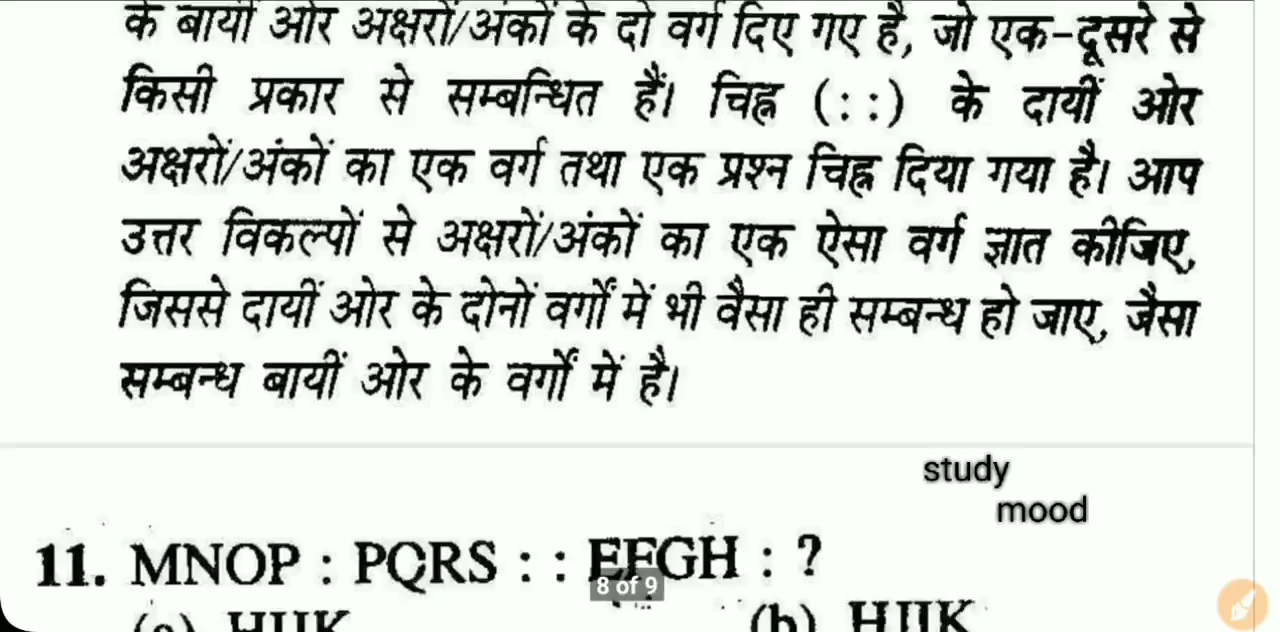 के बायीं ओर अक्षरों/अंकों के दो वर्ग दिए गए हैं, जो एक-दूसरे से
किसी प्रकार से सम्बन्धित हैं। चिह्न (::) के दायीं ओर
अक्षरों/अंकों का एक वर्ग तथा एक प्रश्न चिह्न दिया गया है। आप
उत्तर विकल्पों से अक्षरों/अंकों का एक ऐसा वर्ग ज्ञात कीजिए,
जिससे दायीं ओर के दोनों वर्गों में भी वैसा ही सम्बन्ध हो जाए, जैसा
सम्बन्ध बायीं ओर के वर्गों में है।
study
mood
11. MNOP : PQRS : : EFGH : ?
8 of 9
(a) (b)